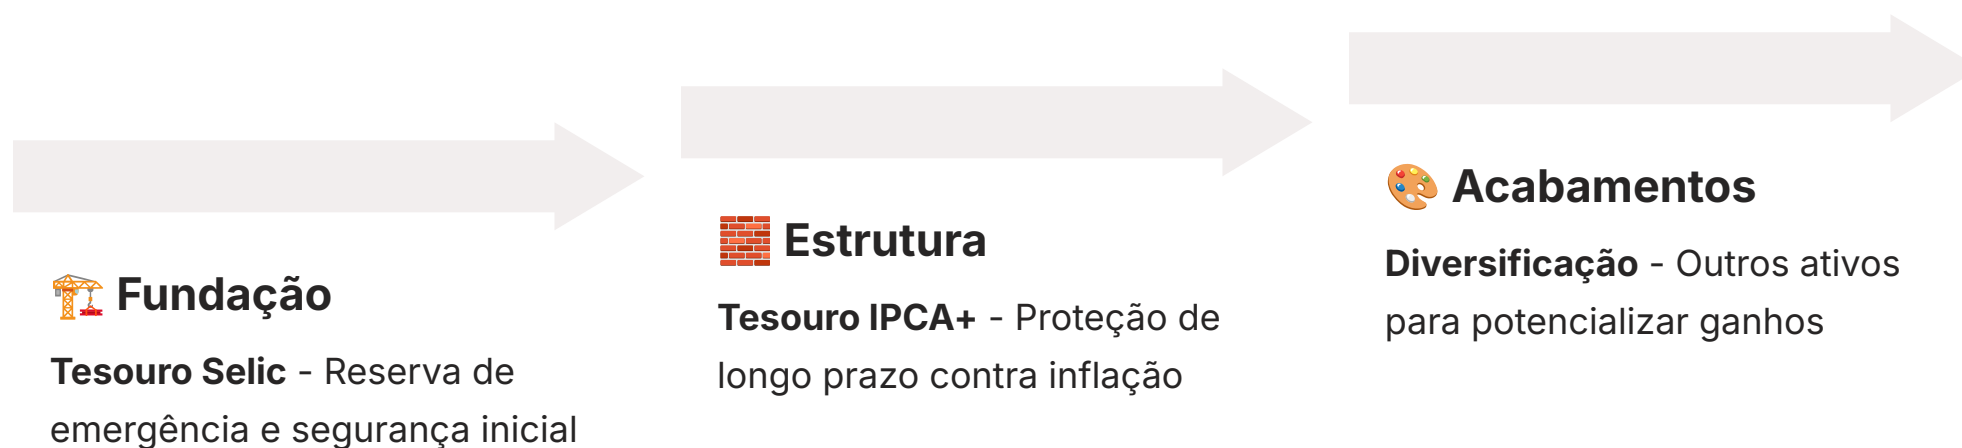 Fundação
Tesouro Selic - Reserva de
emergência e segurança inicial
Estrutura
Tesouro IPCA+ - Proteção de
longo prazo contra inflação
Acabamentos
Diversificação - Outros ativos
para potencializar ganhos